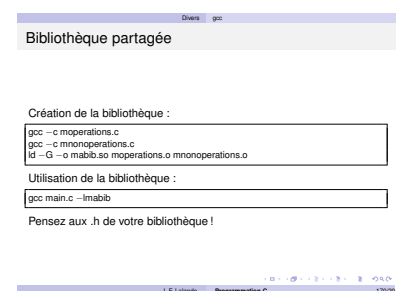 Divers gcc
Bibliothèque partagée
Création de la bibliothèque :
gcc −c moperations.c
gcc −c mnonoperations.c
ld −G −o mabib.so moperations.o mnonoperations.o
Utilisation de la bibliothèque :
gcc main.c −lmabib
Pensez aux .h de votre bibliothèque !
Programmation C